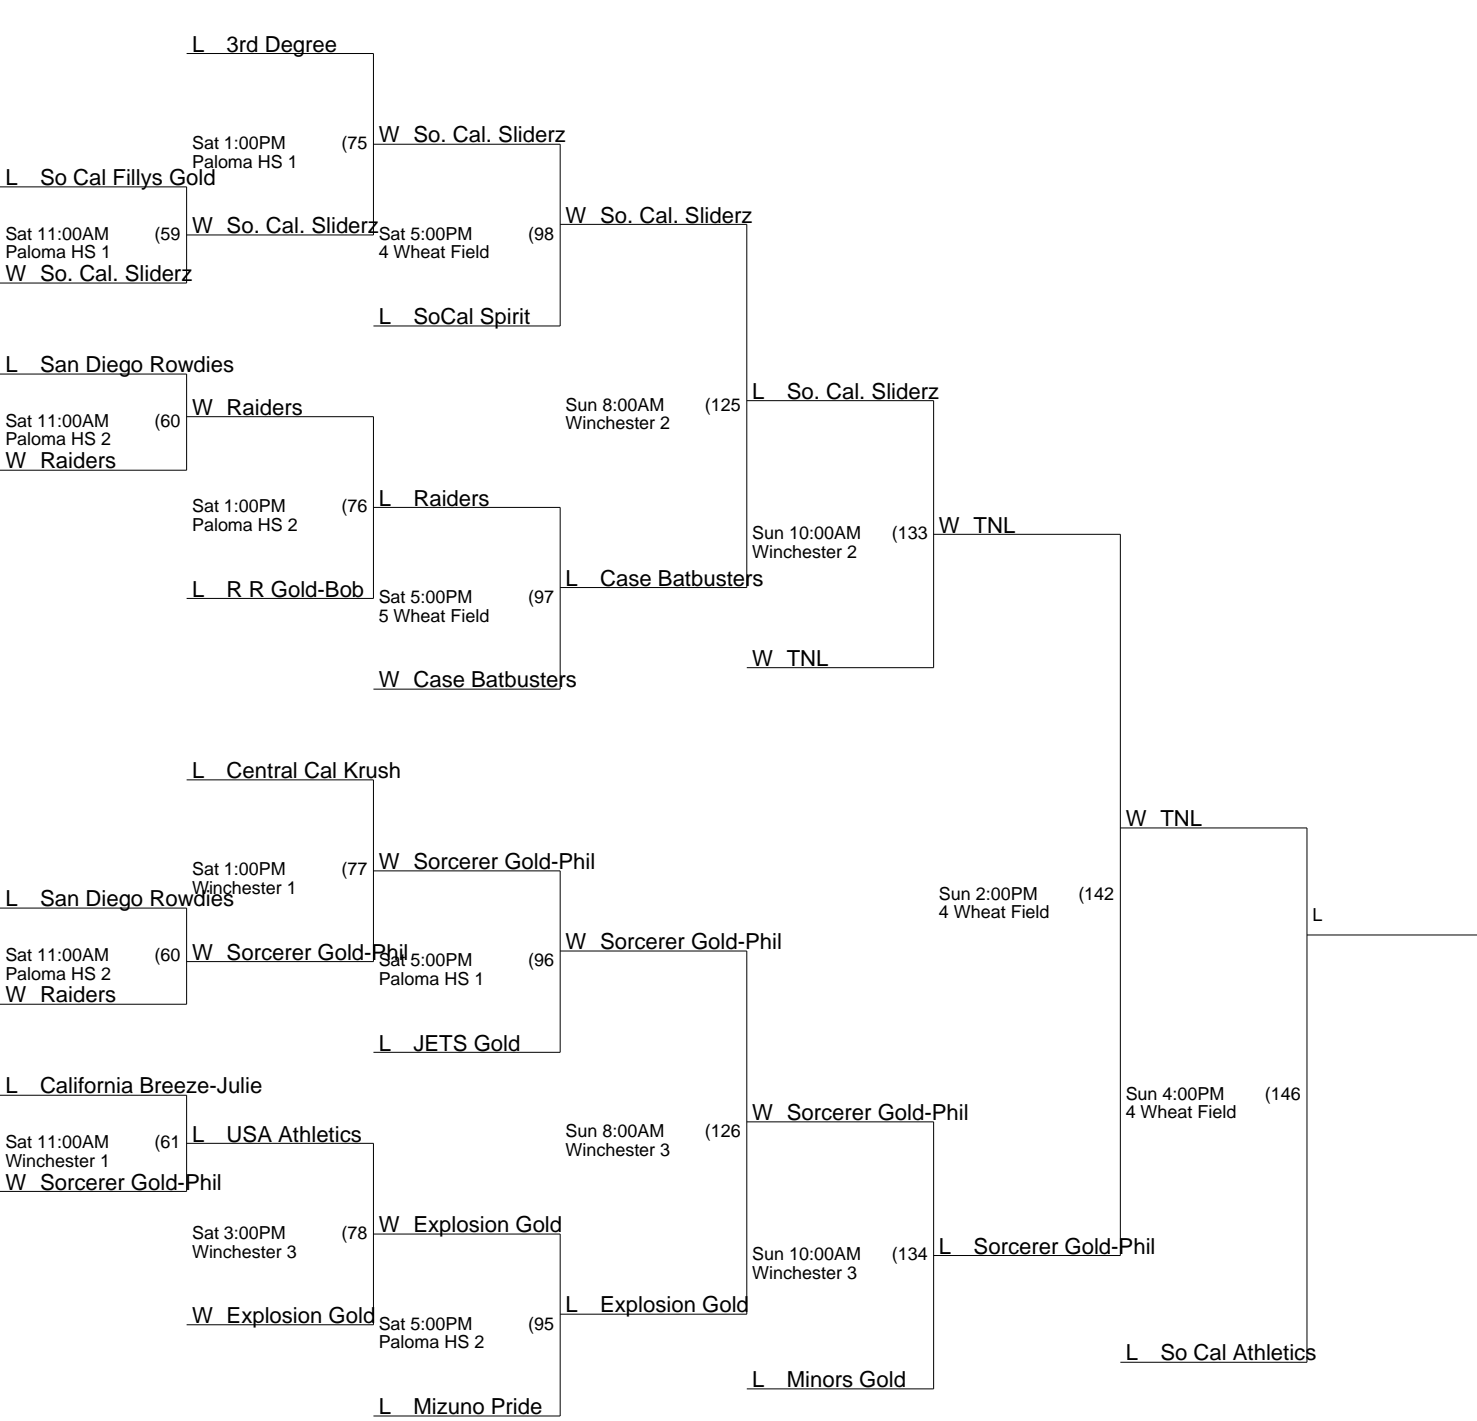 L 3rd Degree
Sat 1:00PM (75
Paloma HS 1
W So. Cal. Sliderz
L So Cal Fillys Gold
Sat 11:00AM (59
Paloma HS 1
W So. Cal. Sliderz
W So. Cal. Sliderz
Sat 5:00PM (98
4 Wheat Field
W So. Cal. Sliderz
L SoCal Spirit
L San Diego Rowdies
Sat 11:00AM (60
Paloma HS 2
W Raiders
W Raiders
Sat 1:00PM (76
Paloma HS 2
L Raiders
L R R Gold-Bob
Sat 5:00PM (97
5 Wheat Field
L Case Batbusters
W Case Batbusters
Sun 8:00AM (125
Winchester 2
L So. Cal. Sliderz
Sun 10:00AM (133
Winchester 2
W TNL
W TNL
L Central Cal Krush
Sat 1:00PM (77
Winchester 1
W Sorcerer Gold-Phil
L San Diego Rowdies
Sat 11:00AM (60
Paloma HS 2
W Raiders
W Sorcerer Gold-Phil
Sat 5:00PM (96
Paloma HS 1
W Sorcerer Gold-Phil
L JETS Gold
L California Breeze-Julie
Sat 11:00AM (61
Winchester 1
W Sorcerer Gold-Phil
L USA Athletics
Sat 3:00PM (78
Winchester 3
W Explosion Gold
W Explosion Gold
Sat 5:00PM (95
Paloma HS 2
L Explosion Gold
L Mizuno Pride
Sun 8:00AM (126
Winchester 3
W Sorcerer Gold-Phil
Sun 10:00AM (134
Winchester 3
L Sorcerer Gold-Phil
L Minors Gold
Sun 2:00PM (142
4 Wheat Field
W TNL
Sun 4:00PM (146
4 Wheat Field
L
L So Cal Athletics